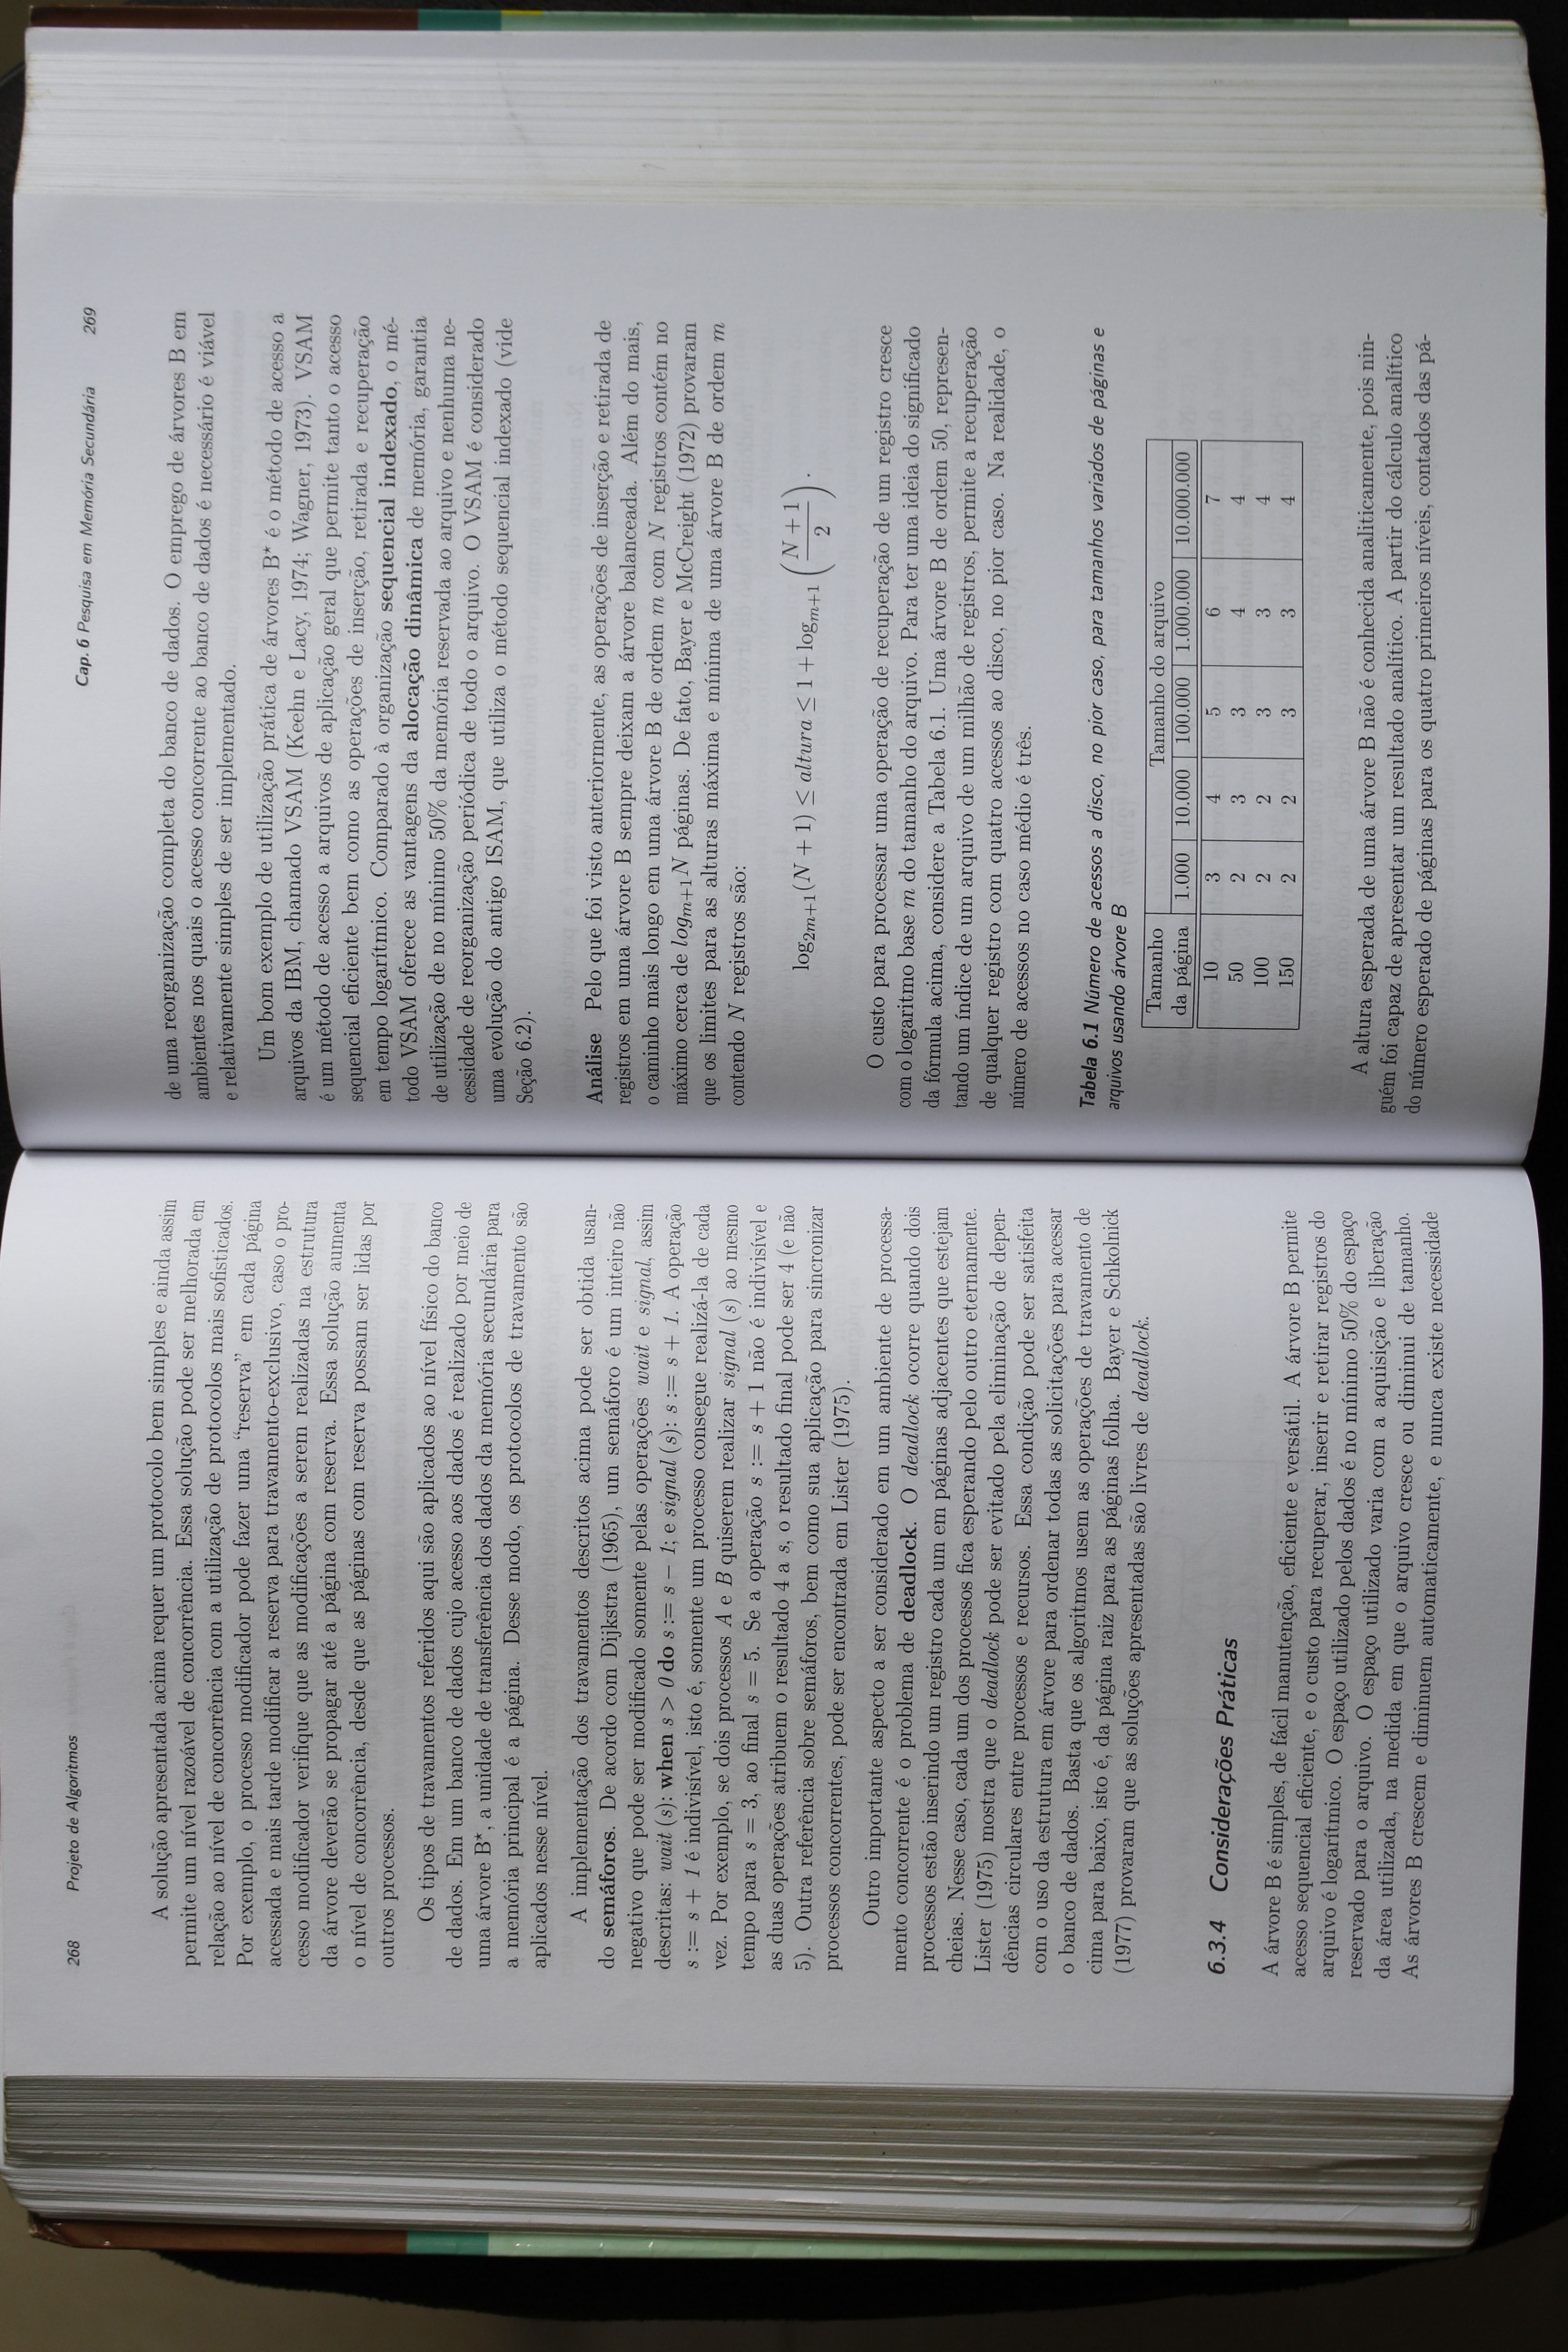 268 Projeto de Algoritmos
A solução apresentada acima requer um protocolo bem simples e ainda assim
permite um nível razoável de concorrência. Essa solução pode ser melhorada em
relação ao nível de concorrência com a utilização de protocolos mais sofisticados.
Por exemplo, o processo modificador pode fazer uma “reserva” em cada página
acessada e mais tarde modificar a reserva para travamento-exclusivo, caso o pro-
cesso modificador verifique que as modificações a serem realizadas na estrutura
da árvore deverão se propagar até a página com reserva. Essa solução aumenta
o nível de concorrência, desde que as páginas com reserva possam ser lidas por
outros processos.
Os tipos de travamentos referidos aqui são aplicados ao nível físico do banco
de dados. Em um banco de dados cujo acesso aos dados é realizado por meio de
uma árvore B*, a unidade de transferência dos dados da memória secundária para
a memória principal é a página. Desse modo, os protocolos de travamento são
aplicados nesse nível.
A implementação dos travamentos descritos acima pode ser obtida usan-
do semáforos. De acordo com Dijkstra (1965), um semáforo é um inteiro não
negativo que pode ser modificado somente pelas operações wait e signal, assim
descritas: wait (s): when s > 0 do s := s − 1; e signal (s): s := s + 1. A operação
s := s + 1 é indivisível, isto é, somente um processo consegue realizá-la de cada
vez. Por exemplo, se dois processos A e B quiserem realizar signal (s) ao mesmo
tempo para s = 3, ao final s = 5. Se a operação s := s + 1 não é indivisível e
as duas operações atribuem o resultado 4 a s, o resultado final pode ser 4 (e não
5). Outra referência sobre semáforos, bem como sua aplicação para sincronizar
processos concorrentes, pode ser encontrada em Lister (1975).
Outro importante aspecto a ser considerado em um ambiente de processa-
mento concorrente é o problema de deadlock. O deadlock ocorre quando dois
processos estão inserindo um registro cada um em páginas adjacentes que estejam
cheias. Nesse caso, cada um dos processos fica esperando pelo outro eternamente.
Lister (1975) mostra que o deadlock pode ser evitado pela eliminação de depen-
dências circulares entre processos e recursos. Essa condição pode ser satisfeita
com o uso da estrutura em árvore para ordenar todas as solicitações para acessar
o banco de dados. Basta que os algoritmos usem as operações de travamento de
cima para baixo, isto é, da página raiz para as páginas folha. Bayer e Schkolnick
(1977) provaram que as soluções apresentadas são livres de deadlock.
6.3.4 Considerações Práticas
A árvore B é simples, de fácil manutenção, eficiente e versátil. A árvore B permite
acesso sequencial eficiente, e o custo para recuperar, inserir e retirar registros do
arquivo é logarítmico. O espaço utilizado pelos dados é no mínimo 50% do espaço
reservado para o arquivo. O espaço utilizado varia com a aquisição e liberação
da área utilizada, na medida em que o arquivo cresce ou diminui de tamanho.
As árvores B crescem e diminuem automaticamente, e nunca existe necessidade
Cap. 6 Pesquisa em Memória Secundária 269
de uma reorganização completa do banco de dados. O emprego de árvores B em
ambientes nos quais o acesso concorrente ao banco de dados é necessário é viável
e relativamente simples de ser implementado.
Um bom exemplo de utilização prática de árvores B* é o método de acesso a
arquivos da IBM, chamado VSAM (Keehn e Lacy, 1974; Wagner, 1973). VSAM
é um método de acesso a arquivos de aplicação geral que permite tanto o acesso
sequencial eficiente bem como as operações de inserção, retirada e recuperação
em tempo logarítmico. Comparado à organização sequencial indexado, o mé-
todo VSAM oferece as vantagens da alocação dinâmica de memória, garantia
de utilização de no mínimo 50% da memória reservada ao arquivo e nenhuma ne-
cessidade de reorganização periódica de todo o arquivo. O VSAM é considerado
uma evolução do antigo ISAM, que utiliza o método sequencial indexado (vide
Seção 6.2).
Análise Pelo que foi visto anteriormente, as operações de inserção e retirada de
registros em uma árvore B sempre deixam a árvore balanceada. Além do mais,
o caminho mais longo em uma árvore B de ordem m com N registros contém no
máximo cerca de log_{m+1}N páginas. De fato, Bayer e McCreight (1972) provaram
que os limites para as alturas máxima e mínima de uma árvore B de ordem m
contendo N registros são:
log_{2m+1}(N + 1) ≤ altura ≤ 1 + log_{m+1} ((N + 1)/2).
O custo para processar uma operação de recuperação de um registro cresce
com o logaritmo base m do tamanho do arquivo. Para ter uma ideia do significado
da fórmula acima, considere a Tabela 6.1. Uma árvore B de ordem 50, represen-
tando um índice de um arquivo de um milhão de registros, permite a recuperação
de qualquer registro com quatro acessos ao disco, no pior caso. Na realidade, o
número de acessos no caso médio é três.
Tabela 6.1 Número de acessos a disco, no pior caso, para tamanhos variados de páginas e
arquivos usando árvore B
Tamanho Tamanho do arquivo
da página 1.000 10.000 100.000 1.000.000 10.000.000
10 3 4 5 6 7
50 2 3 3 4 4
100 2 2 3 3 4
150 2 2 3 3 4
A altura esperada de uma árvore B não é conhecida analiticamente, pois nin-
guém foi capaz de apresentar um resultado analítico. A partir do cálculo analítico
do número esperado de páginas para os quatro primeiros níveis, contados das pá-